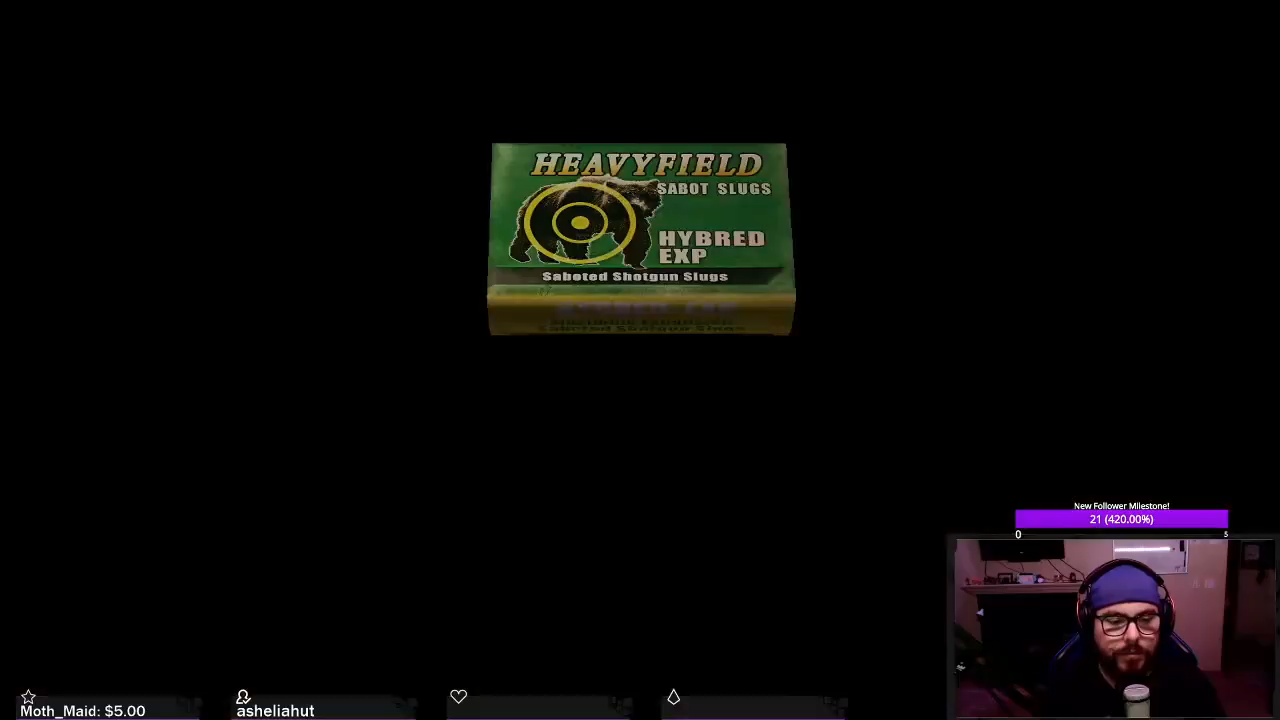 HEAVYFIELD
SABOT SLUGS
HYBRED
EXP
Saboted Shotgun Slugs
New Follower Milestone!
21 (420.00%)
0 5
Moth_Maid: $5.00
asheliahut